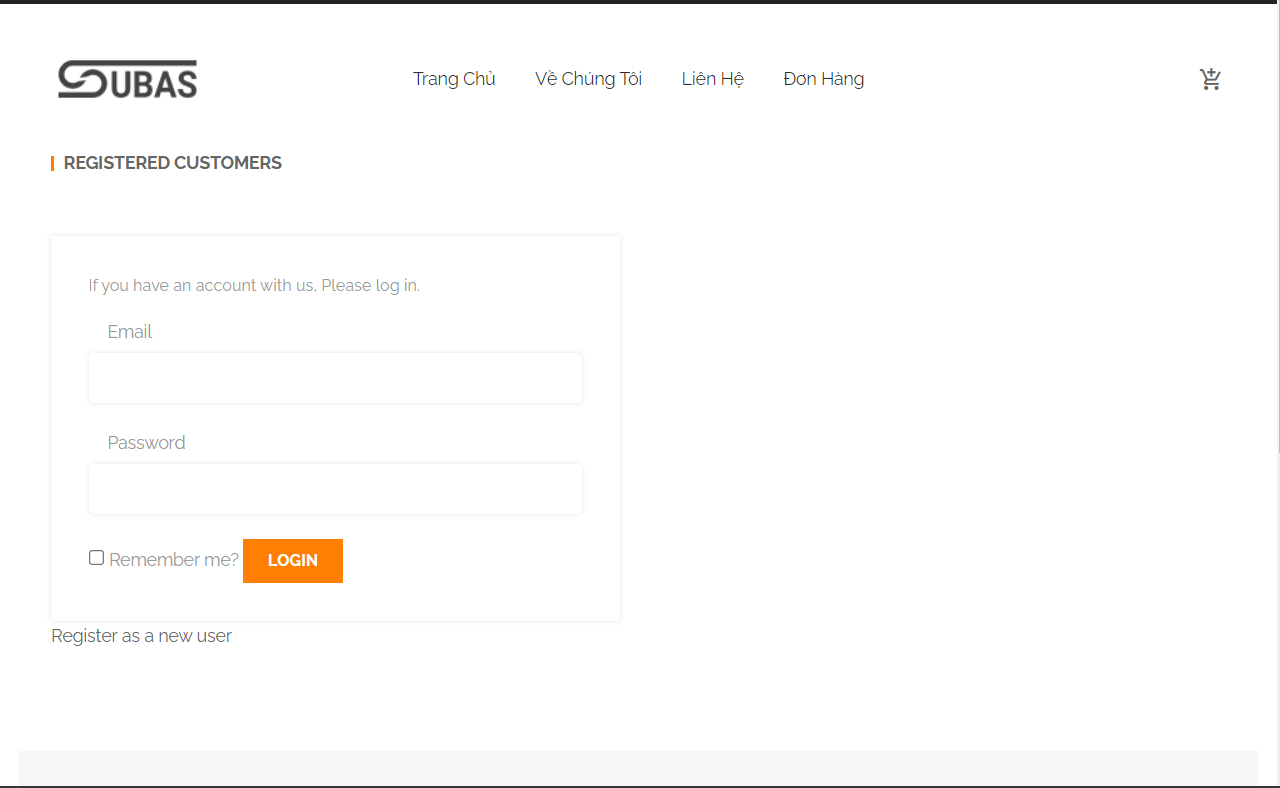 SUBAS
Trang Chủ Về Chúng Tôi Liên Hệ Đơn Hàng
REGISTERED CUSTOMERS
If you have an account with us, Please log in.
Email
Password
Remember me? LOGIN
Register as a new user